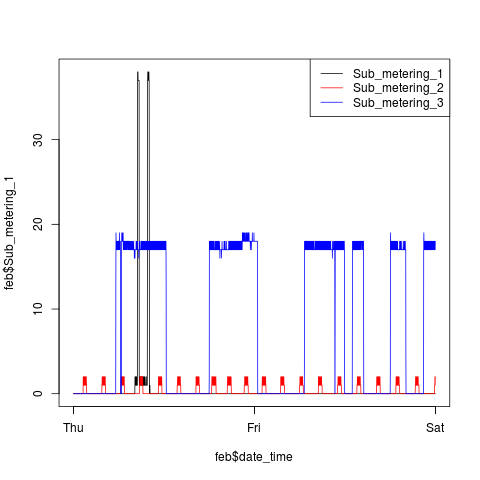 Sub_metering_1
Sub_metering_2
Sub_metering_3
feb$Sub_metering_1
30
20
10
0
Thu
Fri
Sat
feb$date_time